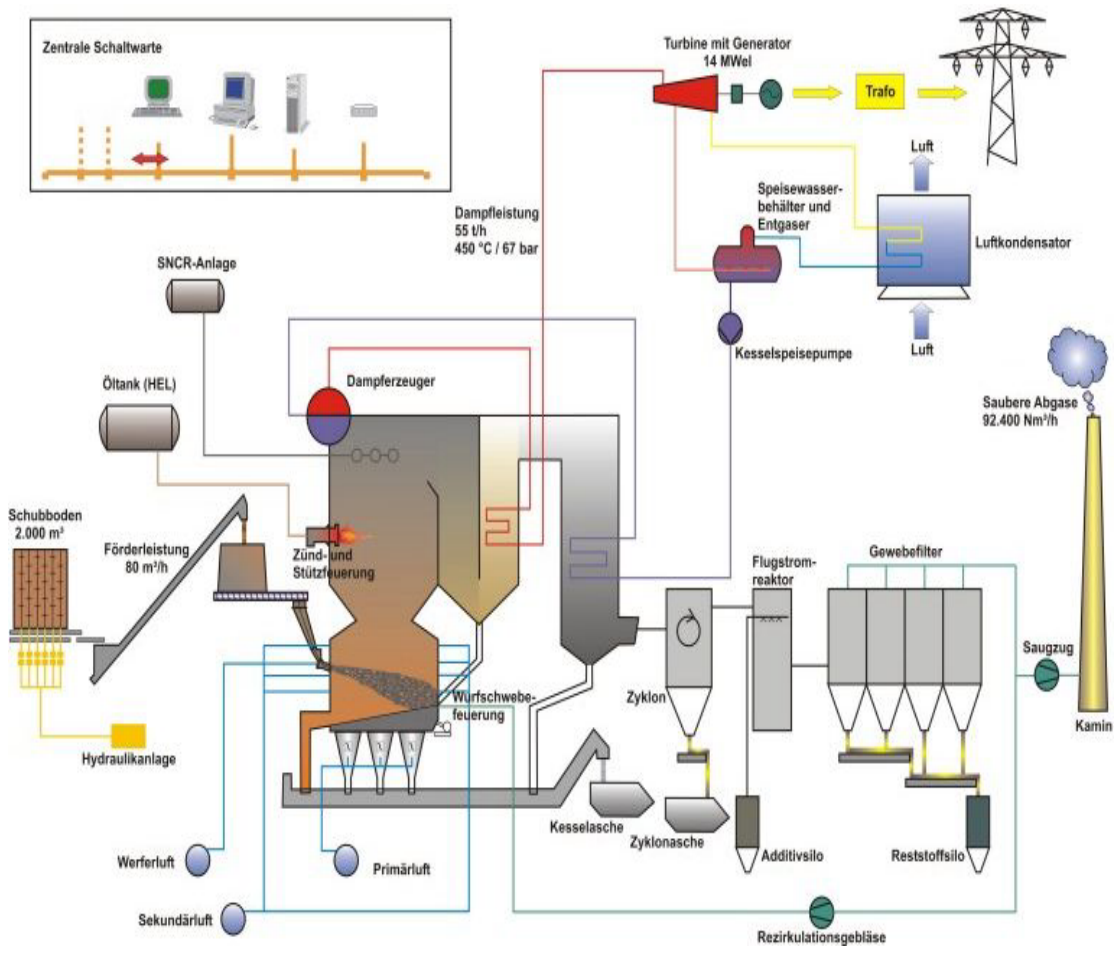 Zentrale Schaltwarte
Turbine mit Generator
14 MWel
Trafo
Luft
Speisewasser-
behälter und
Entgaser
Dampfleistung
55 t/h
450 °C / 67 bar
Luftkondensator
SNCR-Anlage
Kesselspeisepumpe
Luft
Öltank (HEL)
Dampferzeuger
Saubere Abgase
92.400 Nm³/h
Schubboden
2.000 m³
Förderleistung
80 m³/h
Zünd- und
Stützfeuerung
Flugstrom-
reaktor
Gewebefilter
Saugzug
Wurfschwebe-
feuerung
Zyklon
Kamin
Hydraulikanlage
Kesselasche
Zyklonasche
Additivsilo
Reststoffsilo
Werferluft
Primärluft
Sekundärluft
Rezirkulationsgebläse